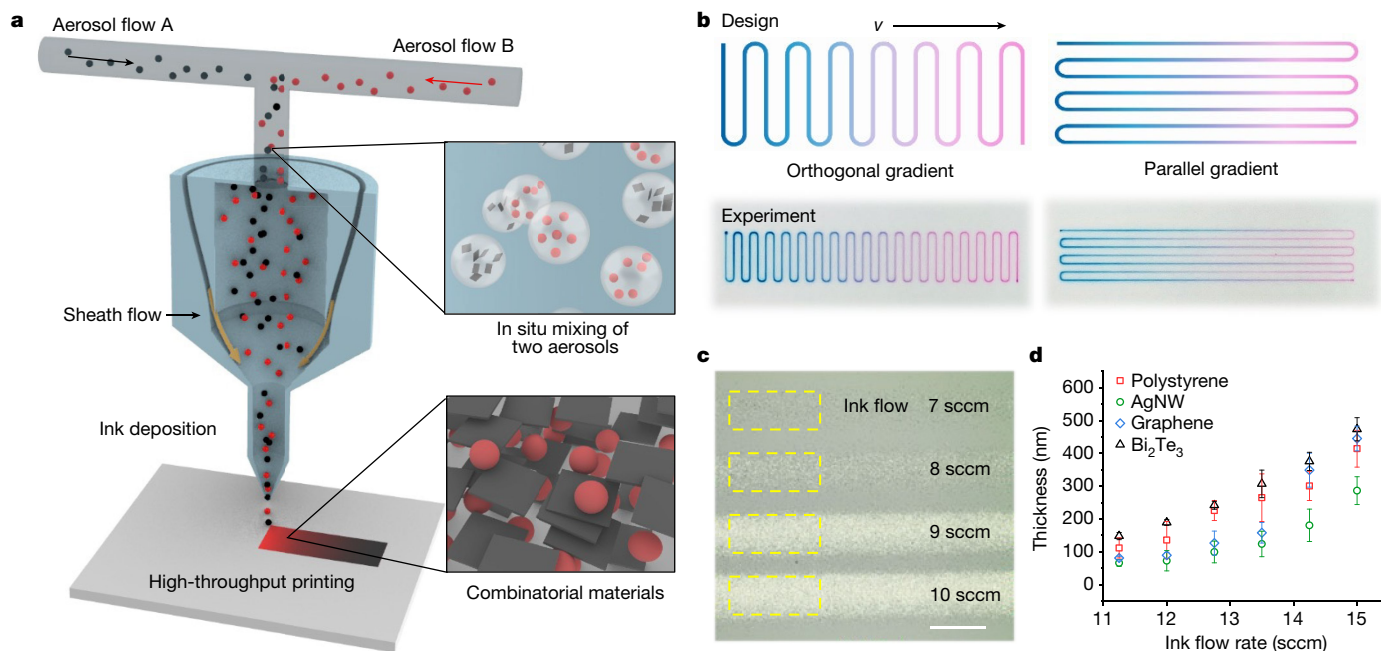 a
Aerosol flow A
Aerosol flow B
Sheath flow
In situ mixing of
two aerosols
Ink deposition
High-throughput printing
Combinatorial materials
b
Design
v
Orthogonal gradient
Parallel gradient
Experiment
c
Ink flow
7 sccm
8 sccm
9 sccm
10 sccm
d
Polystyrene
AgNW
Graphene
Bi₂Te₃
Thickness (nm)
600
500
400
300
200
100
0
11 12 13 14 15
Ink flow rate (sccm)